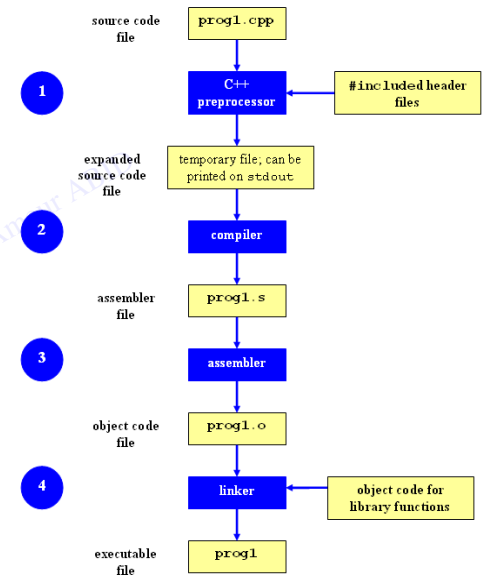 source code
file
prog1.cpp
1
C++
preprocessor
#included header
files
expanded
source code
file
temporary file; can be
printed on stdout
2
compiler
assembler
file
prog1.s
3
assembler
object code
file
prog1.o
4
linker
object code for
library functions
executable
file
prog1